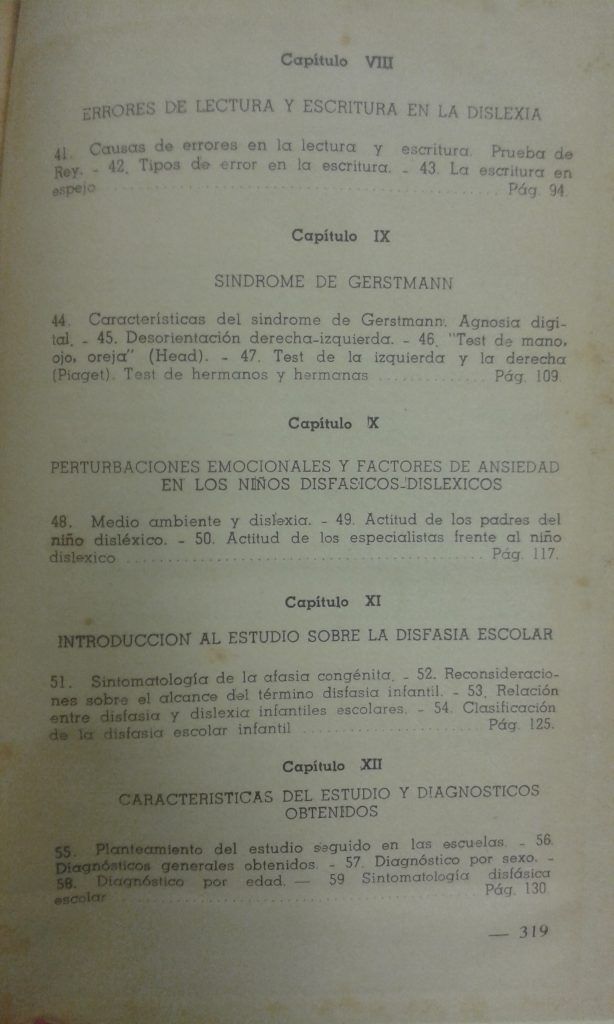 Capítulo VIII
ERRORES DE LECTURA Y ESCRITURA EN LA DISLEXIA
41. Causas de errores en la lectura y escritura. Prueba de
Rey. - 42. Tipos de error en la escritura. - 43. La escritura en
espejo ........................................ Pág. 94.
Capítulo IX
SINDROME DE GERSTMANN
44. Características del sindrome de Gerstmann. Agnosia digi-
tal. - 45. Desorientación derecha-izquierda. - 46. "Test de mano,
ojo, oreja" (Head). - 47. Test de la izquierda y la derecha
(Piaget). Test de hermanos y hermanas ............. Pág. 109.
Capítulo X
PERTURBACIONES EMOCIONALES Y FACTORES DE ANSIEDAD
EN LOS NIÑOS DISFASICOS-DISLEXICOS
48. Medio ambiente y dislexia. - 49. Actitud de los padres del
niño disléxico. - 50. Actitud de los especialistas frente al niño
dislexico ........................................ Pág. 117.
Capítulo XI
INTRODUCCION AL ESTUDIO SOBRE LA DISFASIA ESCOLAR
51. Sintomatología de la afasia congénita. - 52. Reconsideracio-
nes sobre el alcance del término disfasia infantil. - 53. Relación
entre disfasia y dislexia infantiles escolares. - 54. Clasificación
de la disfasia escolar infantil ...................... Pág. 125.
Capítulo XII
CARACTERISTICAS DEL ESTUDIO Y DIAGNOSTICOS
OBTENIDOS
55. Planteamiento del estudio seguido en las escuelas. - 56.
Diagnósticos generales obtenidos. - 57. Diagnóstico por sexo. -
58. Diagnóstico por edad. — 59 Sintomatología disfásica
escolar ........................................ Pág. 130.
— 319